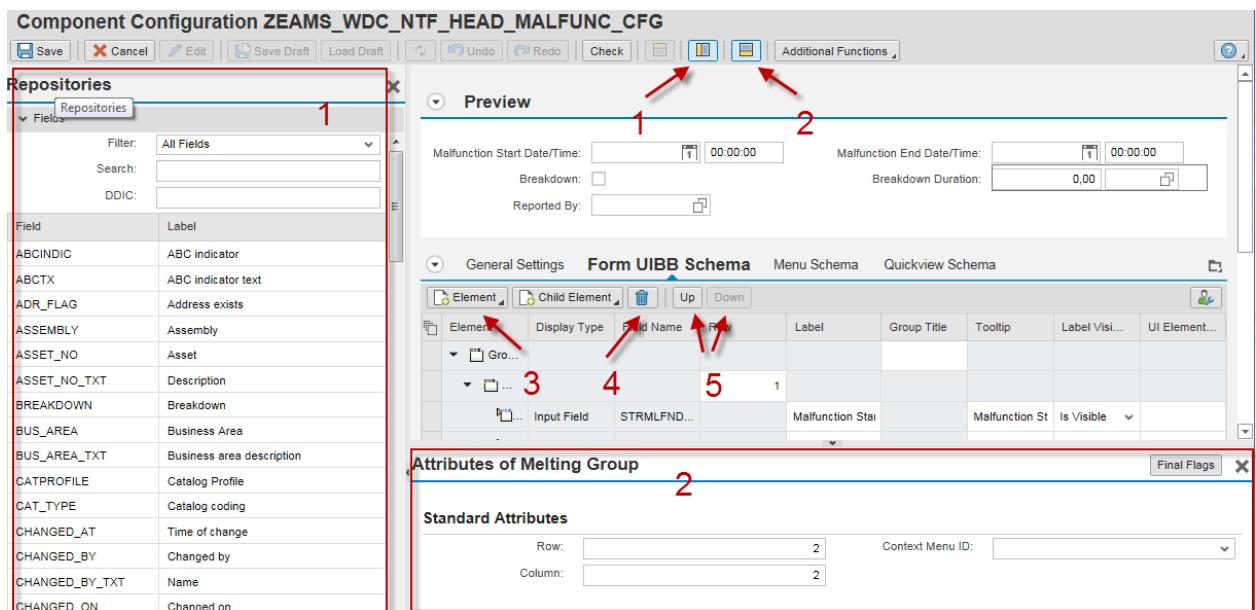 Component Configuration ZEAMS_WDC_NTF_HEAD_MALFUNC_CFG
Save Cancel Edit Save Draft Load Draft Undo Redo Check Additional Functions
Repositories
Repositories
Fields
1
Filter: All Fields
Search:
DDIC:
Field Label
ABCINDIC ABC indicator
ABCTX ABC indicator text
ADR_FLAG Address exists
ASSEMBLY Assembly
ASSET_NO Asset
ASSET_NO_TXT Description
BREAKDOWN Breakdown
BUS_AREA Business Area
BUS_AREA_TXT Business area description
CATPROFILE Catalog Profile
CAT_TYPE Catalog coding
CHANGED_AT Time of change
CHANGED_BY Changed by
CHANGED_BY_TXT Name
CHANGED_ON Changed on
Preview
1 2
Malfunction Start Date/Time: 1 00:00:00 Malfunction End Date/Time: 1 00:00:00
Breakdown: Breakdown Duration: 0,00
Reported By:
General Settings Form UIBB Schema Menu Schema Quickview Schema
Element Child Element Up Down
Element Display Type Field Name Row Label Group Title Tooltip Label Visi... UI Element...
Gro...
... 1
3 4 5
... Input Field STRMLFND... Malfunction Star Malfunction St Is Visible
Attributes of Melting Group Final Flags
2
Standard Attributes
Row: 2 Context Menu ID:
Column: 2